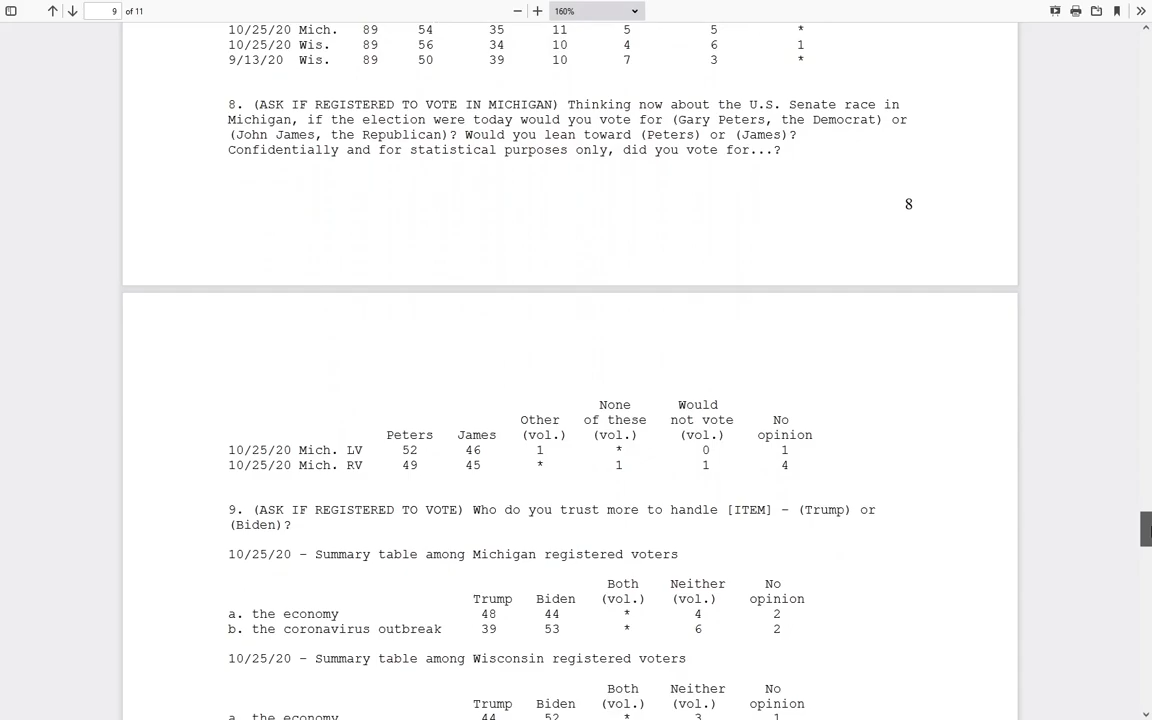 9 of 11 160%
10/25/20 Mich. 89 54 35 11 5 5 *
10/25/20 Wis. 89 56 34 10 4 6 1
9/13/20 Wis. 89 50 39 10 7 3 *
8. (ASK IF REGISTERED TO VOTE IN MICHIGAN) Thinking now about the U.S. Senate race in
Michigan, if the election were today would you vote for (Gary Peters, the Democrat) or
(John James, the Republican)? Would you lean toward (Peters) or (James)?
Confidentially and for statistical purposes only, did you vote for...?
8
None Would
Other of these not vote No
Peters James (vol.) (vol.) (vol.) opinion
10/25/20 Mich. LV 52 46 1 * 0 1
10/25/20 Mich. RV 49 45 * 1 1 4
9. (ASK IF REGISTERED TO VOTE) Who do you trust more to handle [ITEM] – (Trump) or
(Biden)?
10/25/20 – Summary table among Michigan registered voters
Both Neither No
Trump Biden (vol.) (vol.) opinion
a. the economy 48 44 * 4 2
b. the coronavirus outbreak 39 53 * 6 2
10/25/20 – Summary table among Wisconsin registered voters
Both Neither No
Trump Biden (vol.) (vol.) opinion
a. the economy 44 52 * 3 1